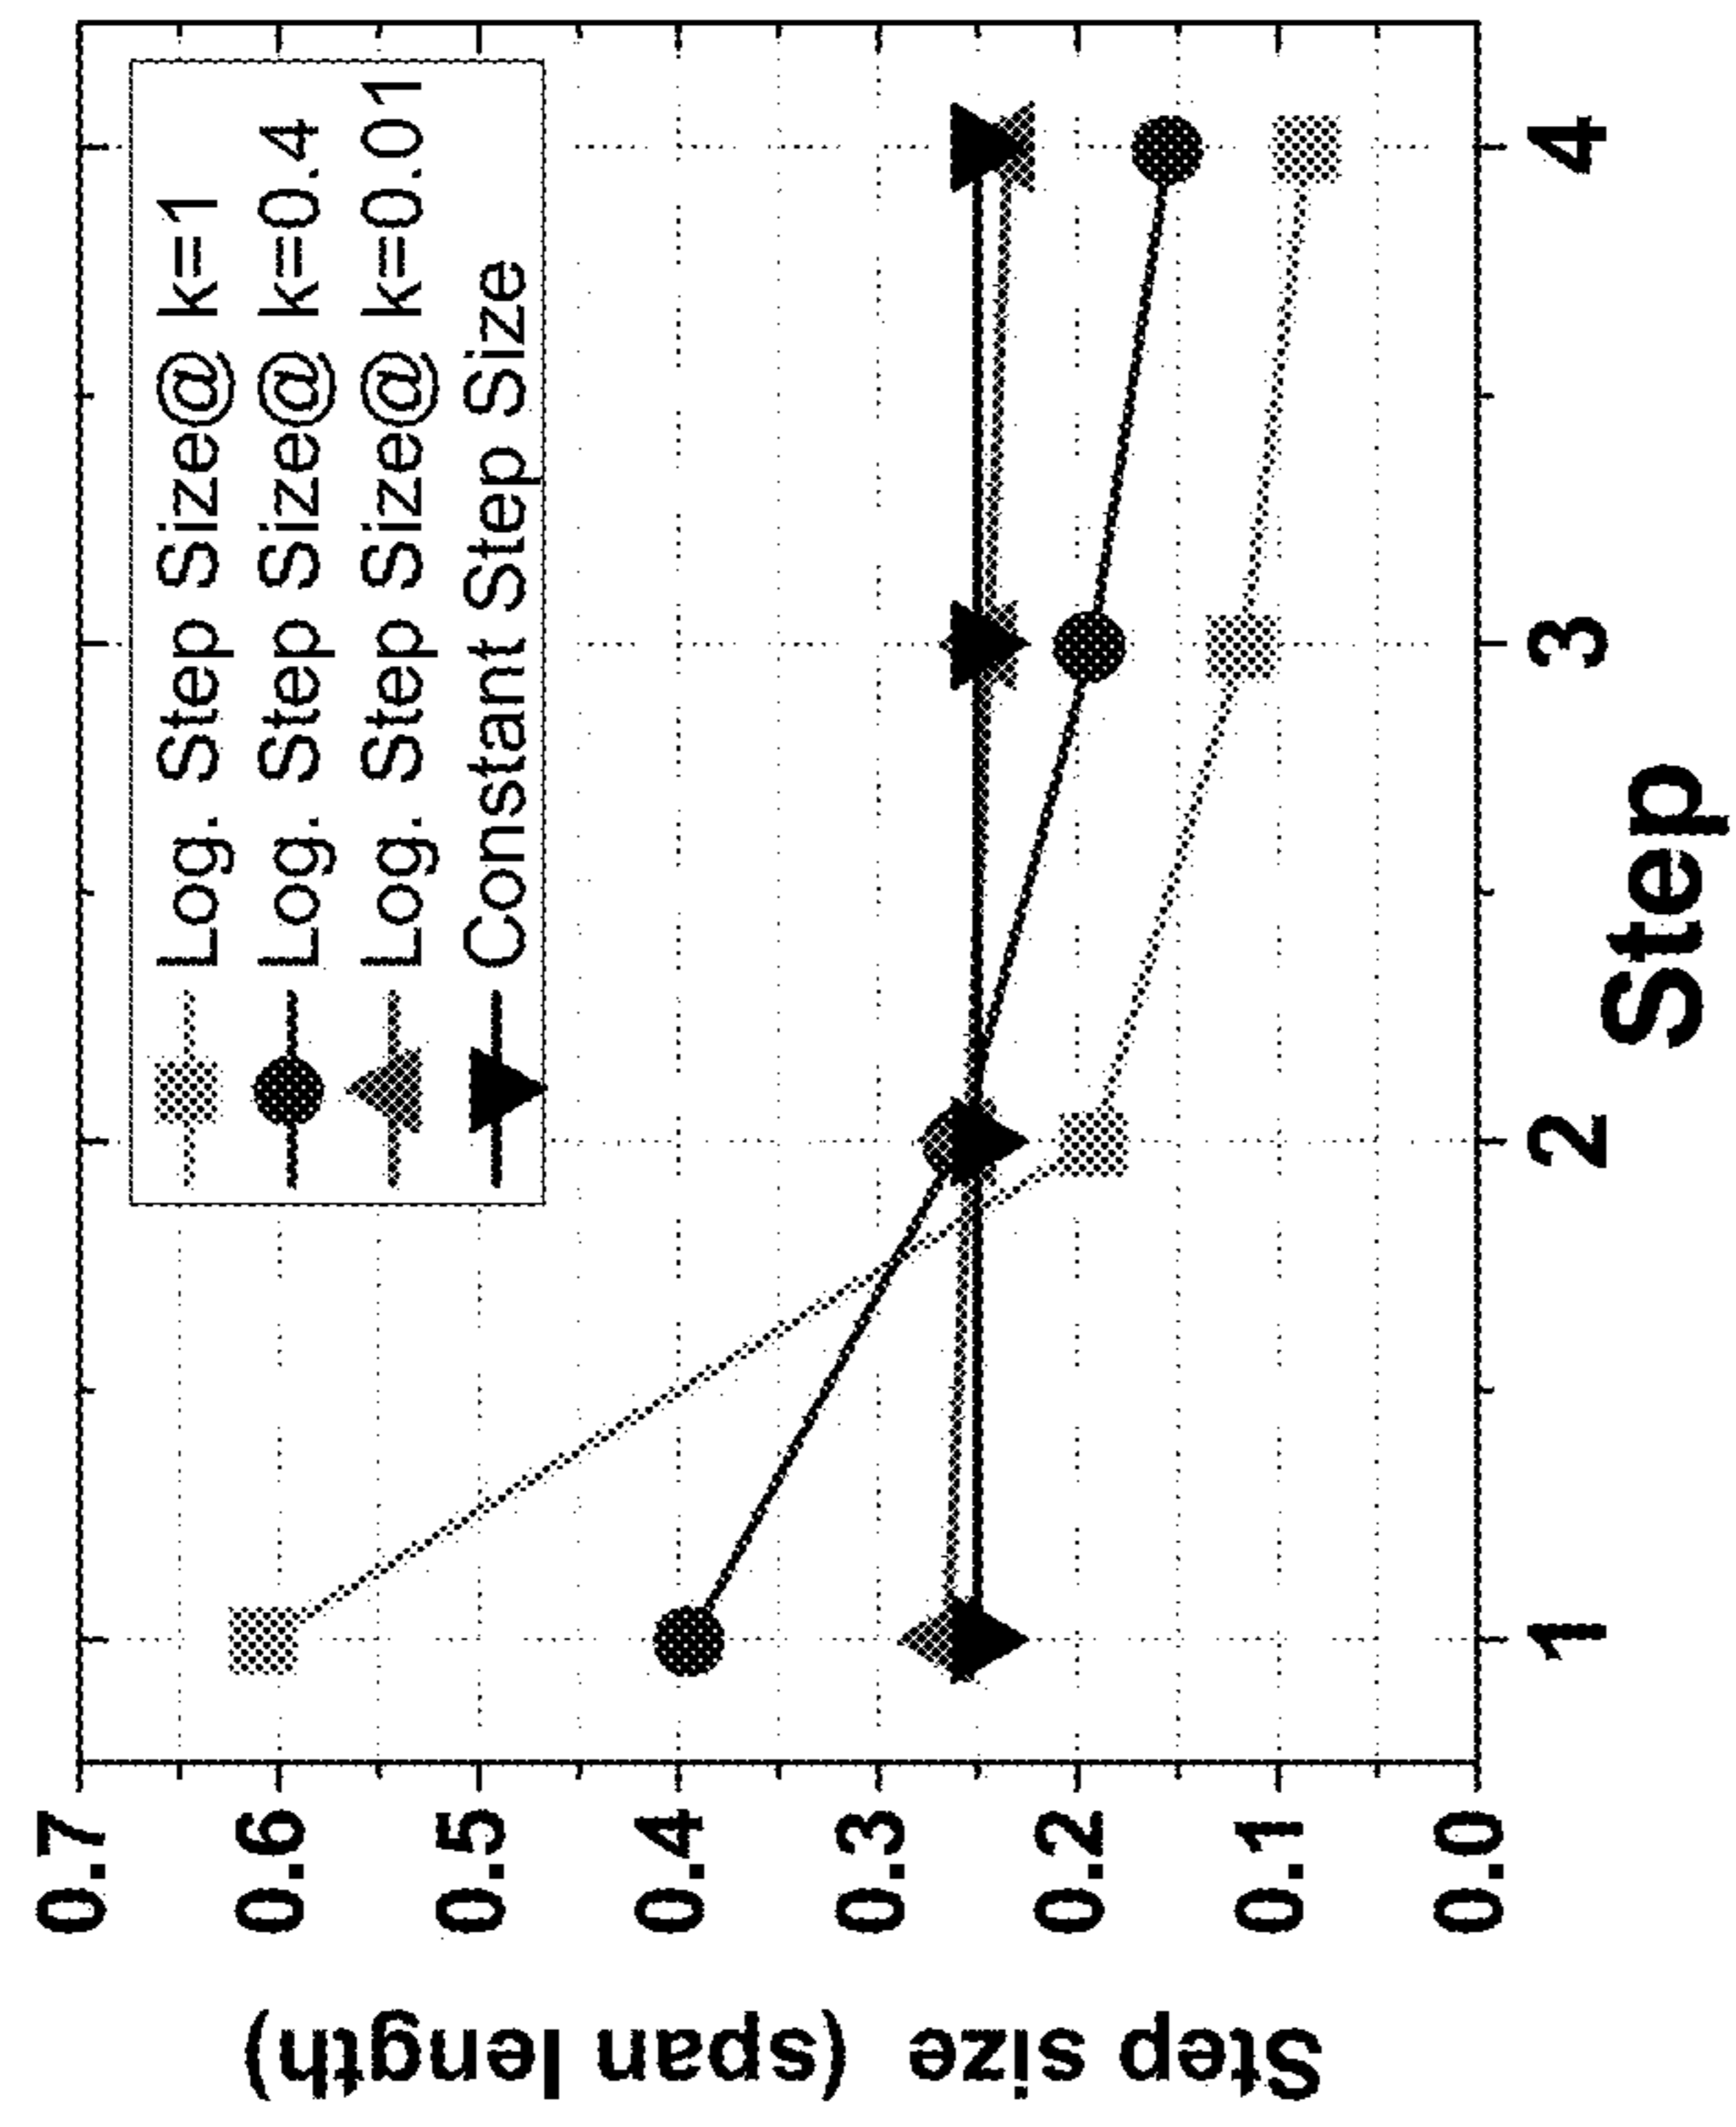 Log. Step Size@ k=1
Log. Step Size@ k=0.4
Log. Step Size@ k=0.01
Constant Step Size
0.7
0.6
0.5
0.4
0.3
0.2
0.1
0.0
Step size (span length)
1 2 3 4
Step